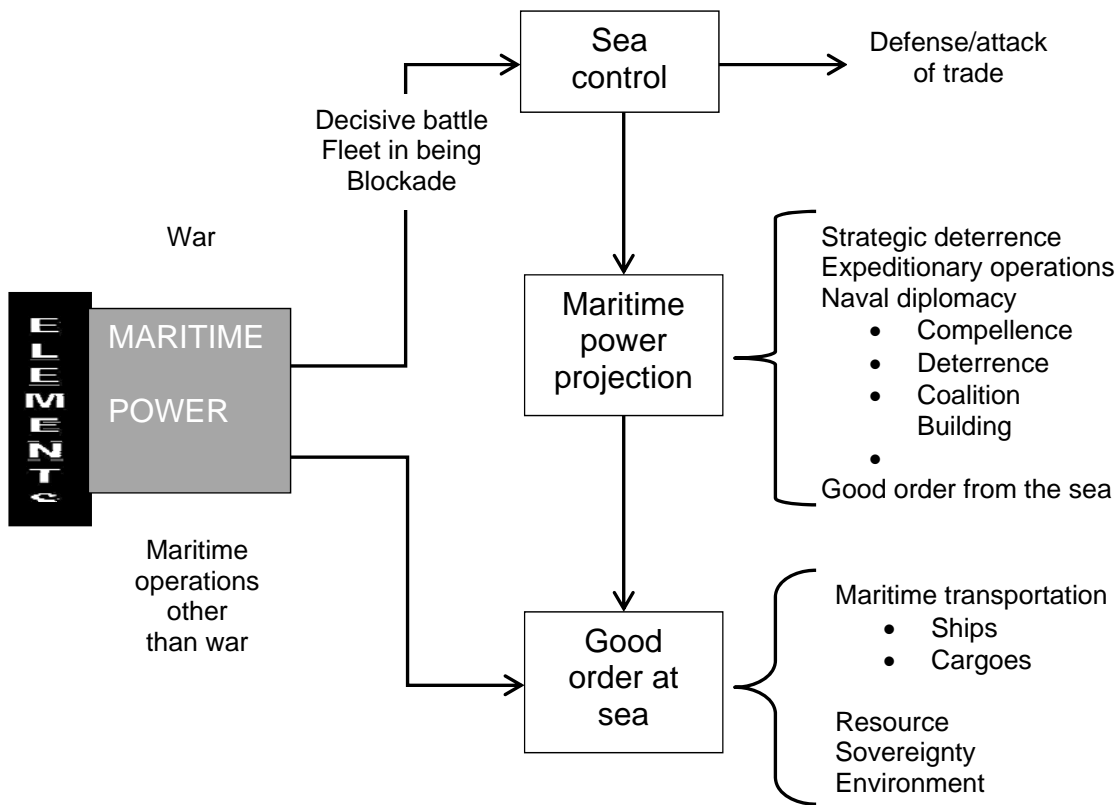 Sea
control
Defense/attack
of trade
Decisive battle
Fleet in being
Blockade
War
ELEMENTS
MARITIME
POWER
Maritime
power
projection
Strategic deterrence
Expeditionary operations
Naval diplomacy
• Compellence
• Deterrence
• Coalition
Building
•
Good order from the sea
Maritime
operations
other
than war
Good
order at
sea
Maritime transportation
• Ships
• Cargoes
Resource
Sovereignty
Environment